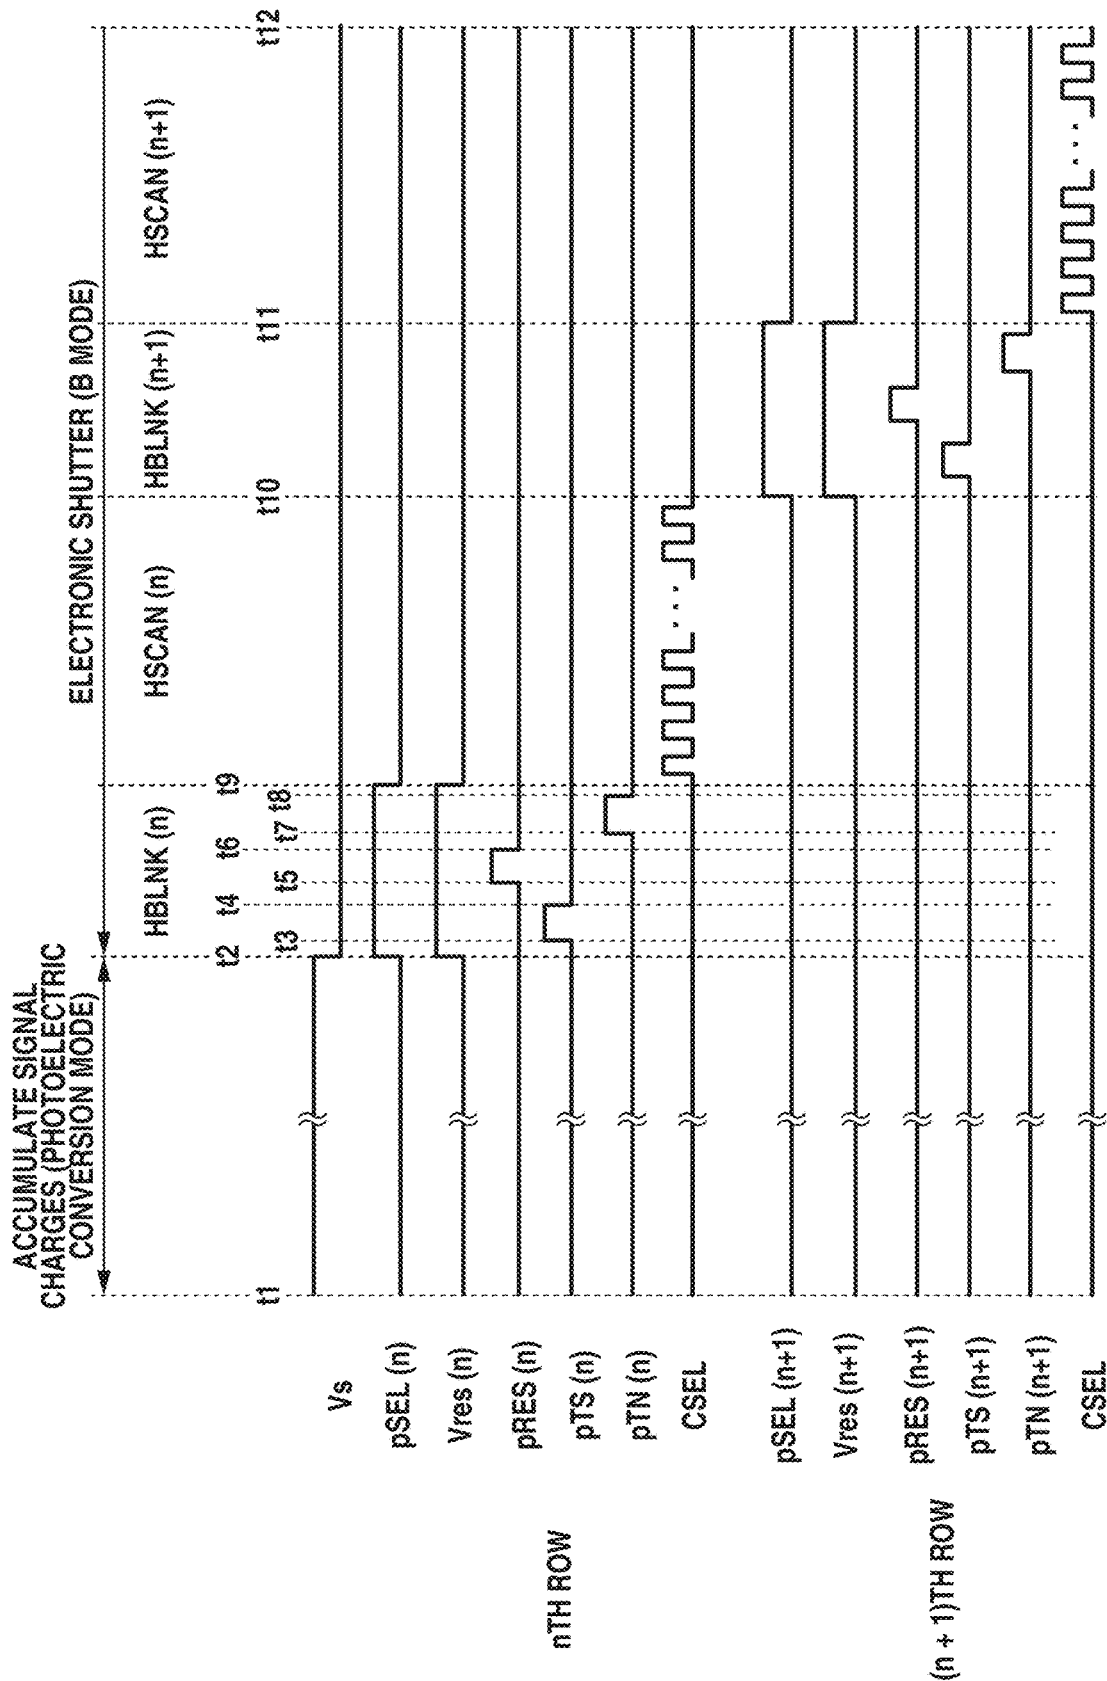 ACCUMULATE SIGNAL
CHARGES (PHOTOELECTRIC
CONVERSION MODE)
ELECTRONIC SHUTTER (B MODE)
HBLNK (n)
HSCAN (n)
HBLNK (n+1)
HSCAN (n+1)
t1
t2
t3
t4
t5
t6
t7
t8
t9
t10
t11
t12
Vs
nTH ROW
pSEL (n)
Vres (n)
pRES (n)
pTS (n)
pTN (n)
CSEL
...
(n + 1)TH ROW
pSEL (n+1)
Vres (n+1)
pRES (n+1)
pTS (n+1)
pTN (n+1)
CSEL
...